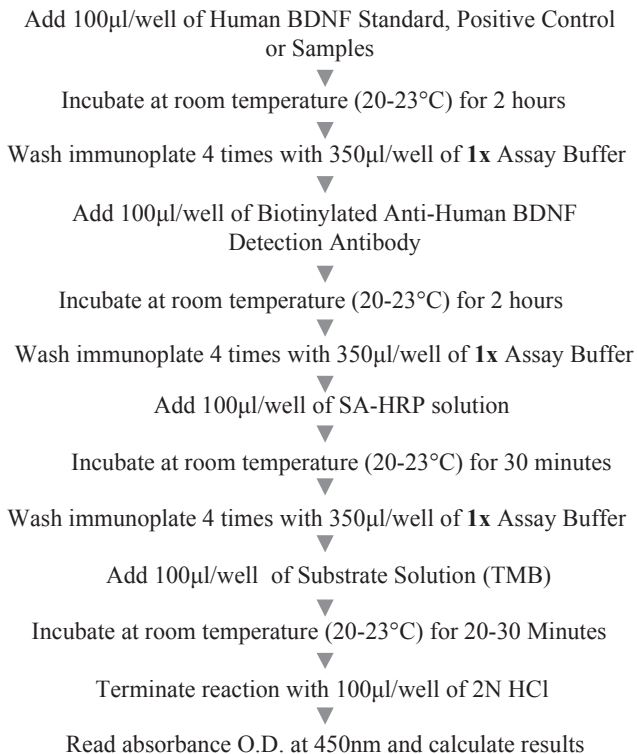 Add 100μl/well of Human BDNF Standard, Positive Control
or Samples
Incubate at room temperature (20-23°C) for 2 hours
Wash immunoplate 4 times with 350μl/well of 1x Assay Buffer
Add 100μl/well of Biotinylated Anti-Human BDNF
Detection Antibody
Incubate at room temperature (20-23°C) for 2 hours
Wash immunoplate 4 times with 350μl/well of 1x Assay Buffer
Add 100μl/well of SA-HRP solution
Incubate at room temperature (20-23°C) for 30 minutes
Wash immunoplate 4 times with 350μl/well of 1x Assay Buffer
Add 100μl/well of Substrate Solution (TMB)
Incubate at room temperature (20-23°C) for 20-30 Minutes
Terminate reaction with 100μl/well of 2N HCl
Read absorbance O.D. at 450nm and calculate results